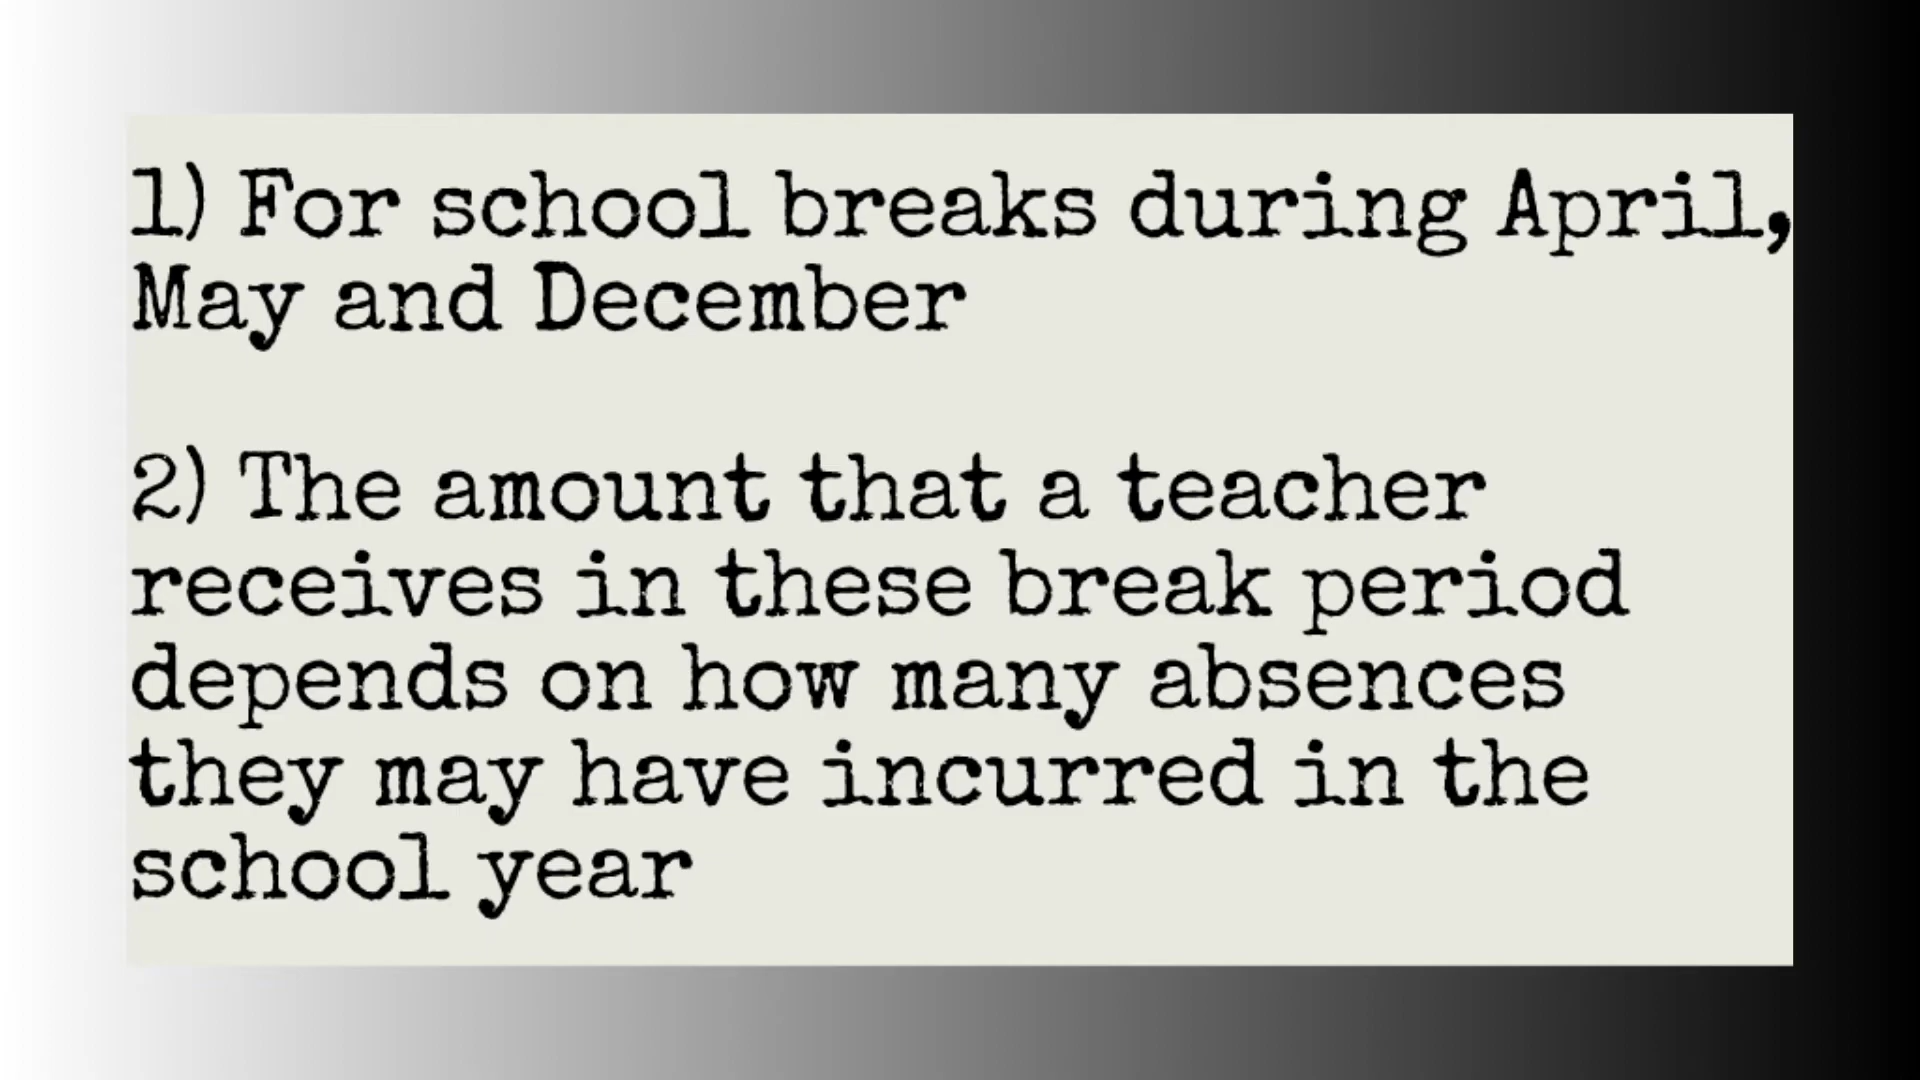 1) For school breaks during April,
May and December
2) The amount that a teacher
receives in these break period
depends on how many absences
they may have incurred in the
school year